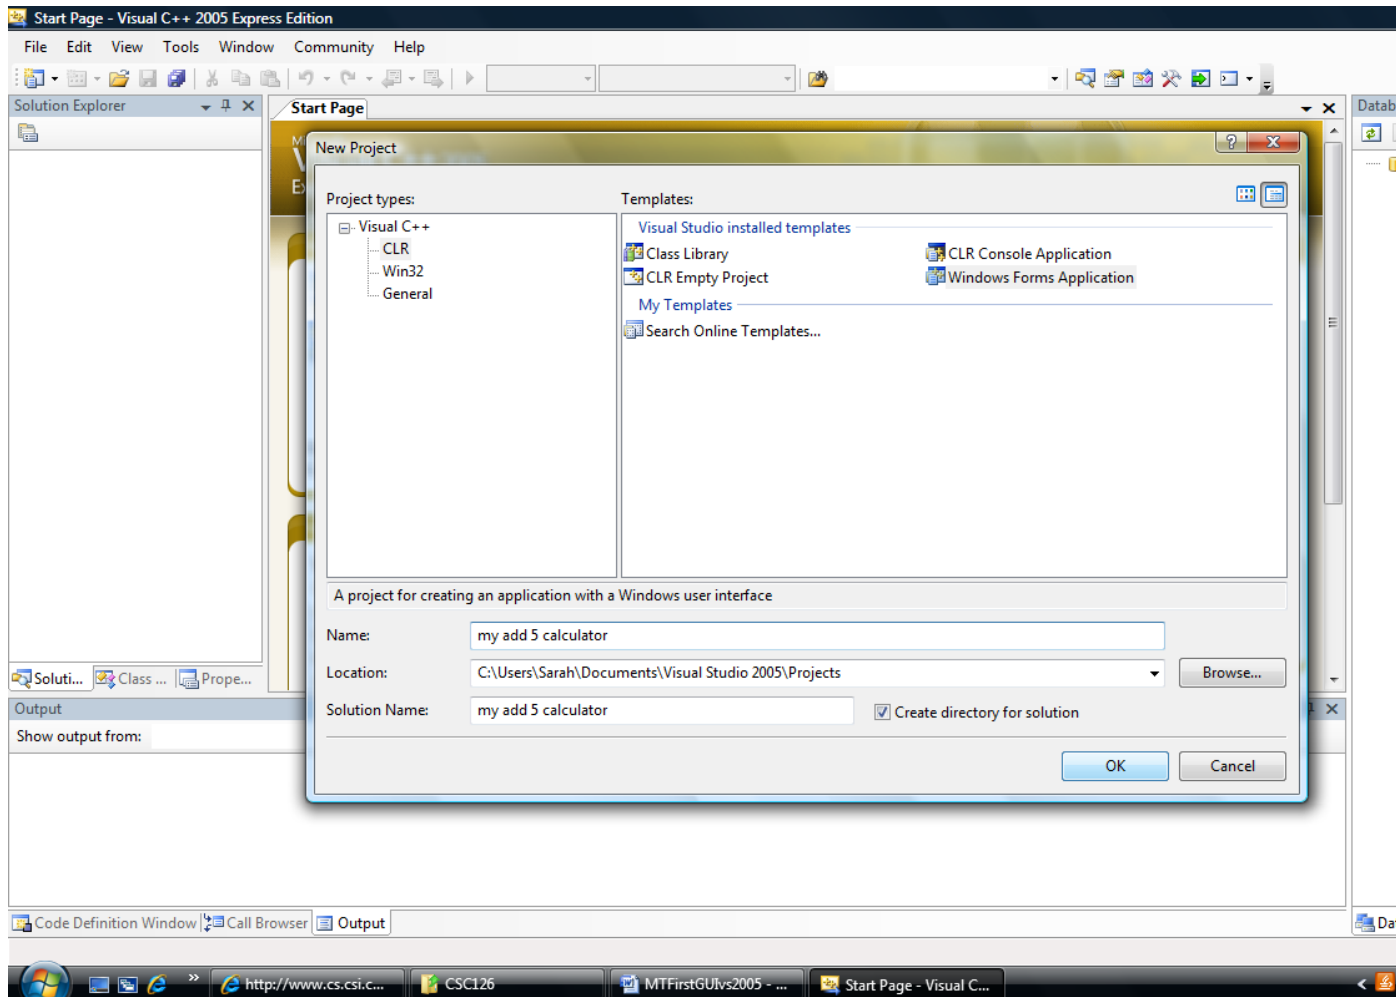 Start Page - Visual C++ 2005 Express Edition
File Edit View Tools Window Community Help
Solution Explorer
Start Page
Datab
New Project
Project types:
Templates:
Visual C++
CLR
Win32
General
Visual Studio installed templates
Class Library
CLR Console Application
CLR Empty Project
Windows Forms Application
My Templates
Search Online Templates...
A project for creating an application with a Windows user interface
Name: my add 5 calculator
Location: C:\Users\Sarah\Documents\Visual Studio 2005\Projects Browse...
Solution Name: my add 5 calculator Create directory for solution
OK Cancel
Soluti... Class ... Prope...
Output
Show output from:
Code Definition Window Call Browser Output
Da
http://www.cs.csi.c... CSC126 MTFirstGUIvs2005 - ... Start Page - Visual C...